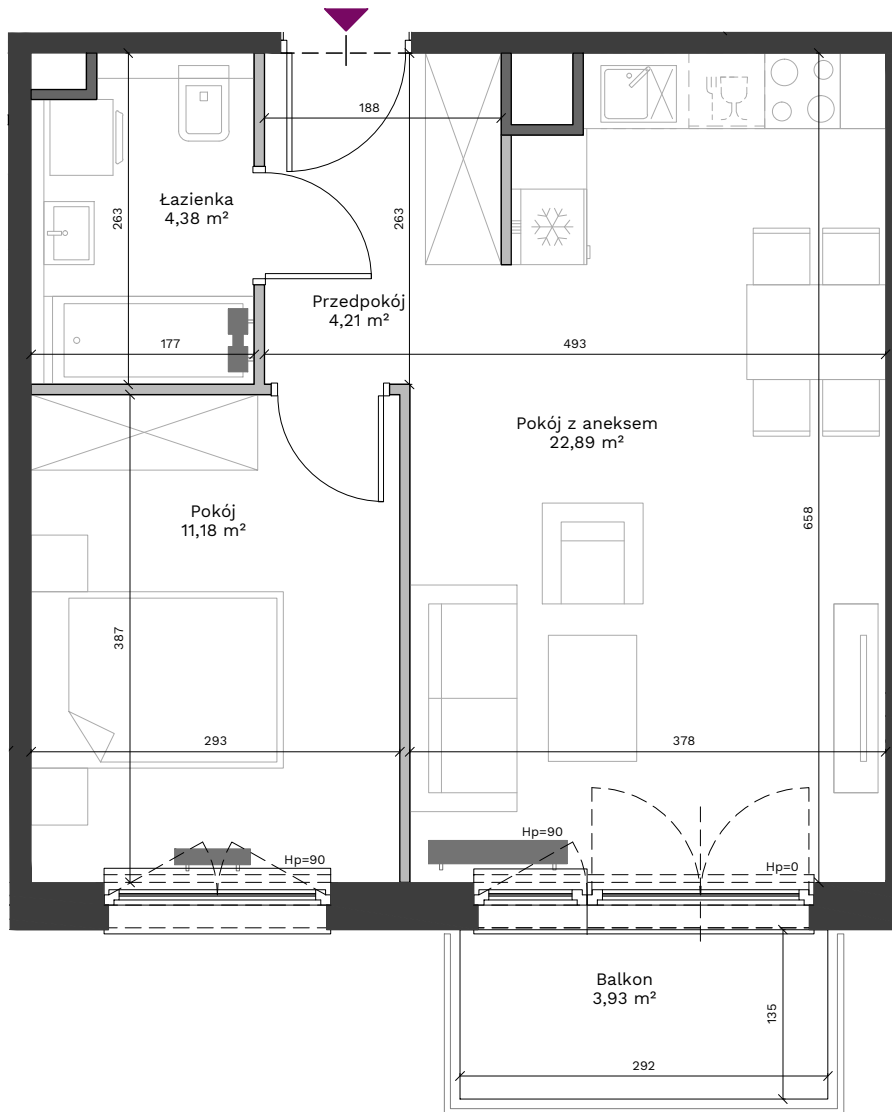 188
Łazienka
4,38 m²
263
263
Przedpokój
4,21 m²
177
493
Pokój z aneksem
22,89 m²
Pokój
11,18 m²
658
387
293
378
Hp=90
Hp=90
Hp=0
Balkon
3,93 m²
135
292